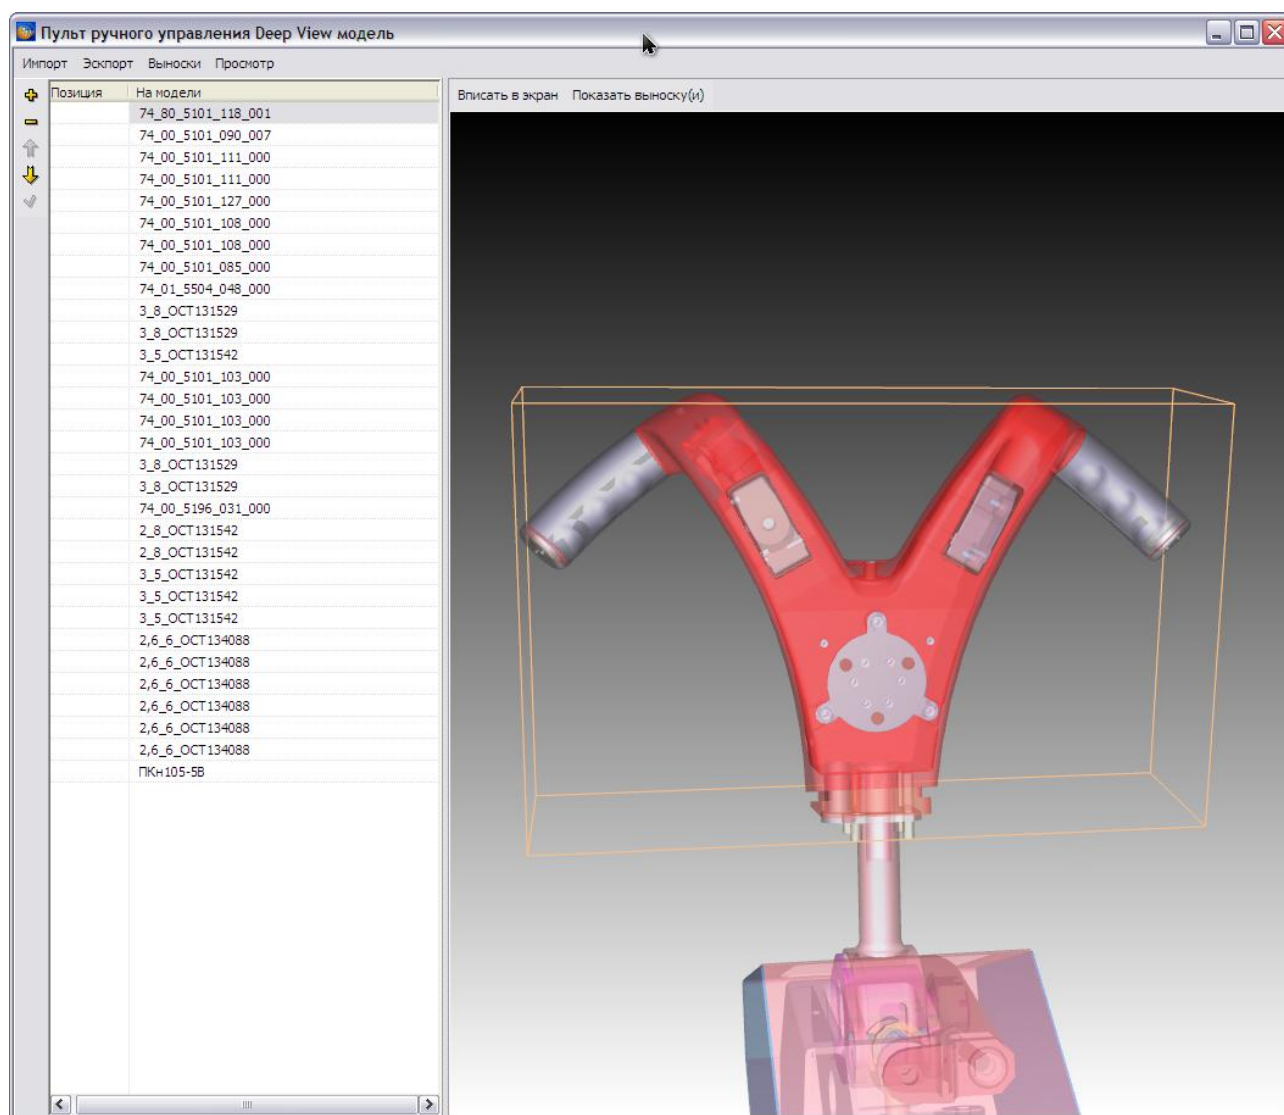 Пульт ручного управления Deep View модель
Импорт Эскпорт Выноски Просмотр
Позиция На модели
Вписать в экран Показать выноску(и)
74_80_5101_118_001
74_00_5101_090_007
74_00_5101_111_000
74_00_5101_111_000
74_00_5101_127_000
74_00_5101_108_000
74_00_5101_108_000
74_00_5101_085_000
74_01_5504_048_000
3_8_ОСТ131529
3_8_ОСТ131529
3_5_ОСТ131542
74_00_5101_103_000
74_00_5101_103_000
74_00_5101_103_000
74_00_5101_103_000
3_8_ОСТ131529
3_8_ОСТ131529
74_00_5196_031_000
2_8_ОСТ131542
2_8_ОСТ131542
3_5_ОСТ131542
3_5_ОСТ131542
3_5_ОСТ131542
2,6_6_ОСТ134088
2,6_6_ОСТ134088
2,6_6_ОСТ134088
2,6_6_ОСТ134088
2,6_6_ОСТ134088
2,6_6_ОСТ134088
ПКн105-5В